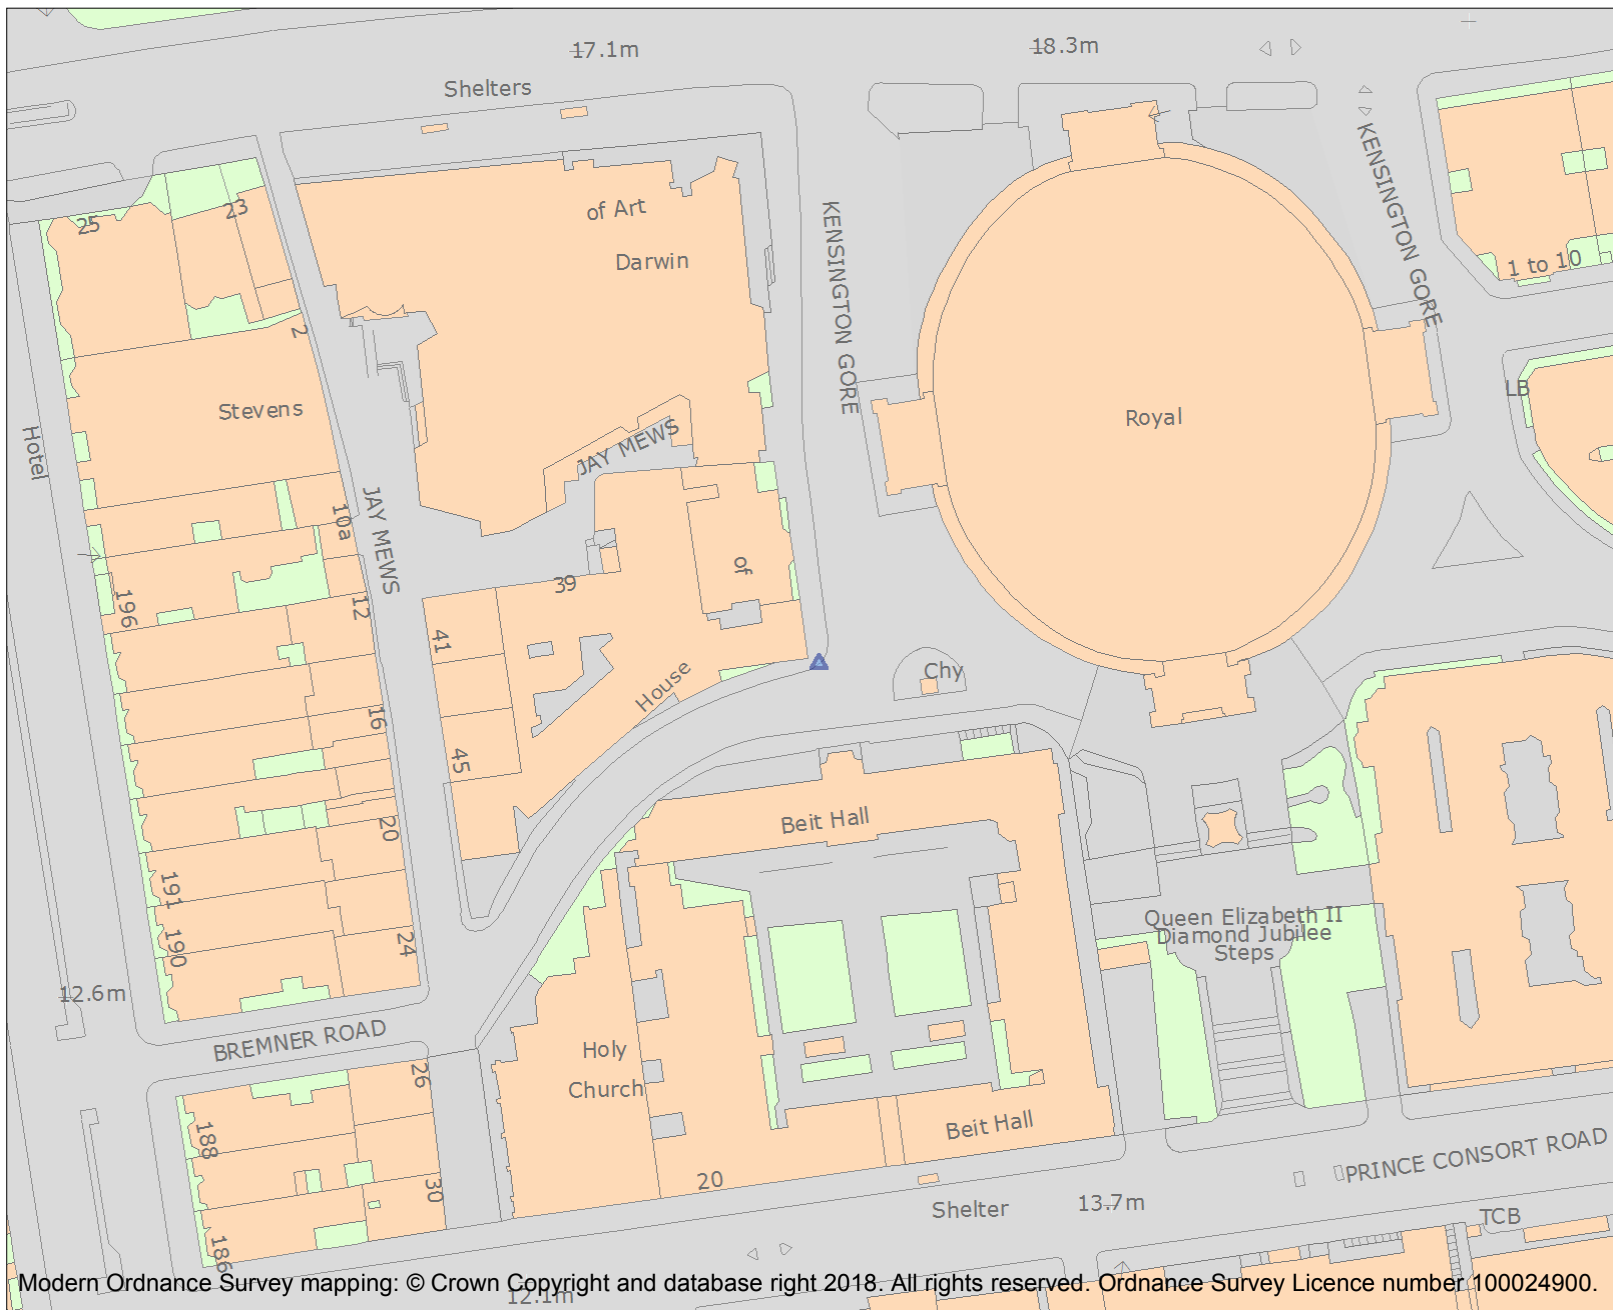 17.1m
18.3m
Shelters
KENSINGTON GORE
of Art
23
25
KENSINGTON GORE
Darwin
1 to 10
2
LB
Stevens
Royal
JAY MEWS
Hotel
10a
JAY MEWS
of
39
196
12
41
Chy
House
16
45
Beit Hall
20
191
Queen Elizabeth II
Diamond Jubilee
Steps
190
24
12.6m
BREMNER ROAD
Holy
Church
26
Beit Hall
188
PRINCE CONSORT ROAD
20
30
Shelter
13.7m
TCB
186
Modern Ordnance Survey mapping: © Crown Copyright and database right 2018. All rights reserved. Ordnance Survey Licence number 100024900.
12.1m